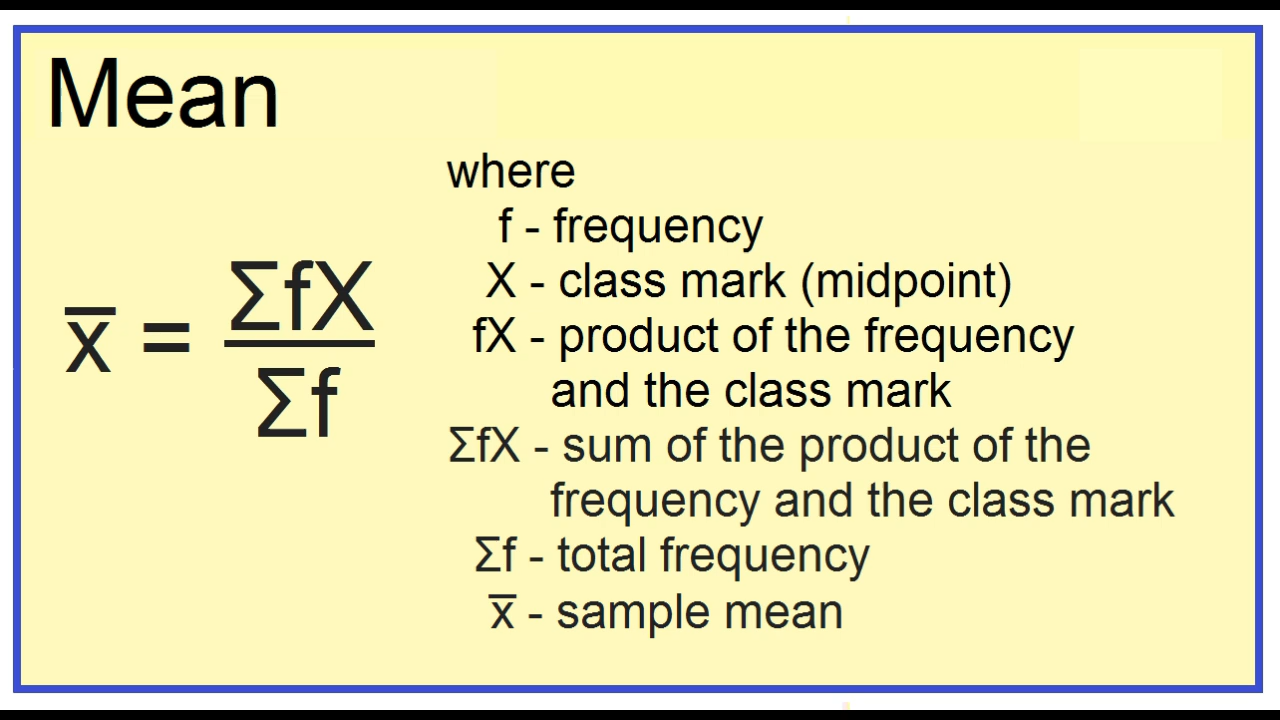 Mean
x̅ = ΣfX / Σf
where
f - frequency
X - class mark (midpoint)
fX - product of the frequency
and the class mark
ΣfX - sum of the product of the
frequency and the class mark
Σf - total frequency
x̅ - sample mean